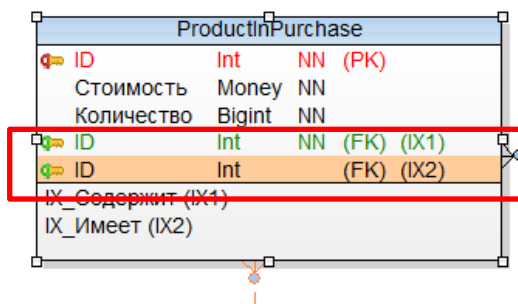 ProductInPurchase
ID Int NN (PK)
Стоимость Money NN
Количество Bigint NN
ID Int NN (FK) (IX1)
ID Int (FK) (IX2)
IX_Содержит (IX1)
IX_Имеет (IX2)